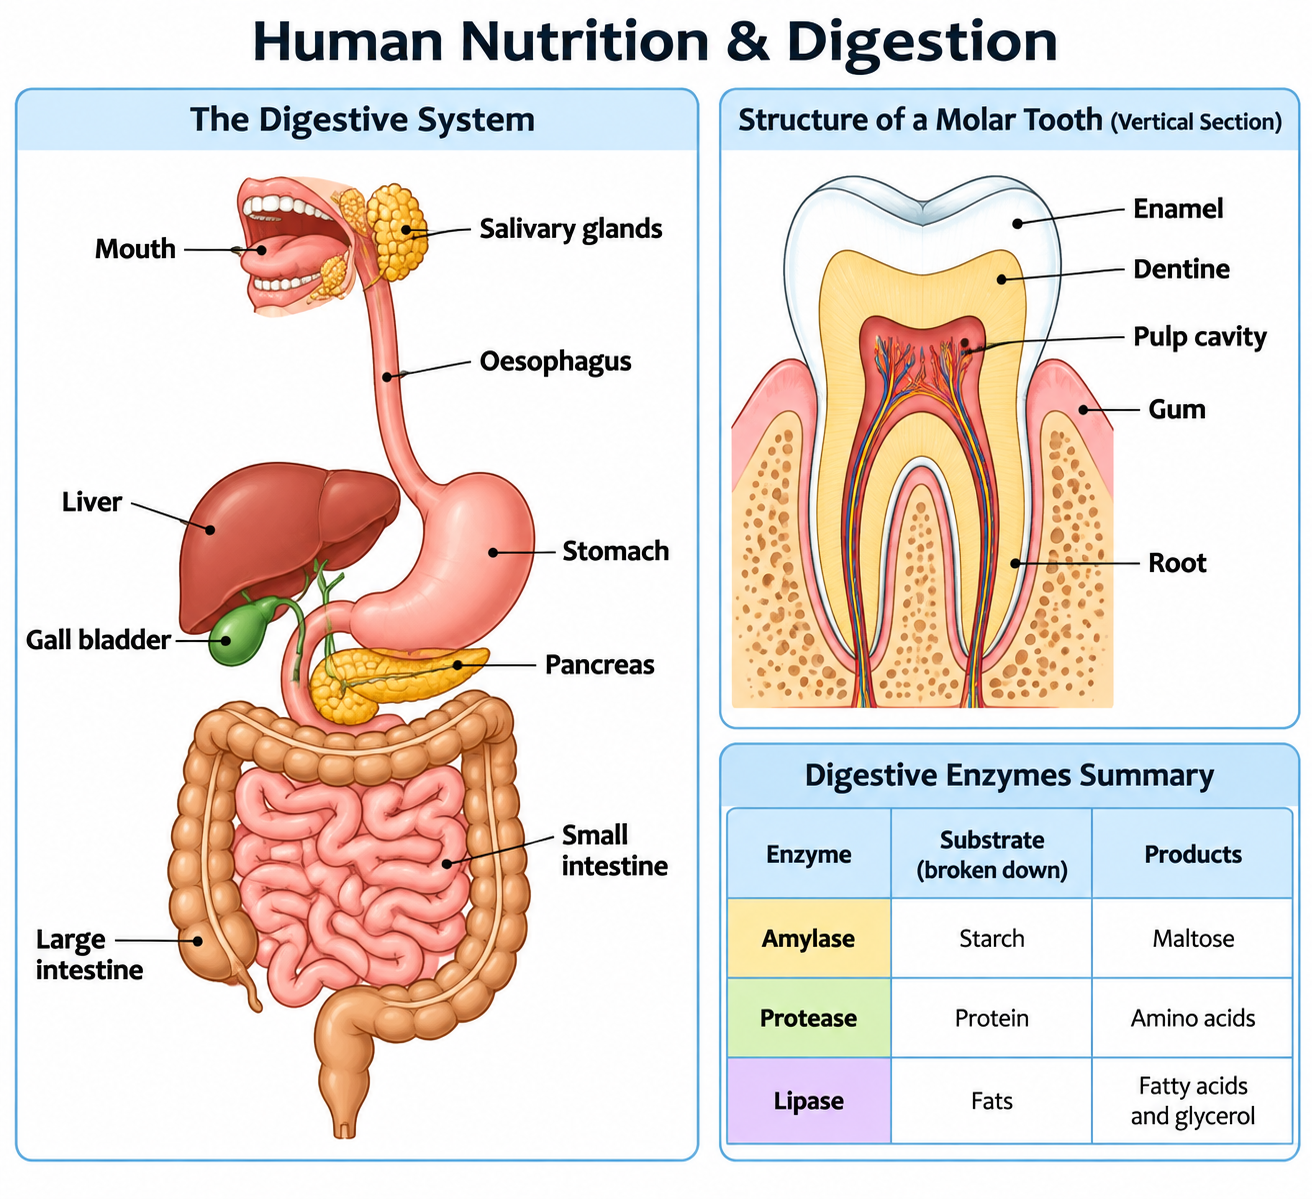 Human Nutrition & Digestion
The Digestive System
Mouth
Salivary glands
Oesophagus
Liver
Stomach
Gall bladder
Pancreas
Small
intestine
Large
intestine
Structure of a Molar Tooth (Vertical Section)
Enamel
Dentine
Pulp cavity
Gum
Root
Digestive Enzymes Summary
Enzyme
Substrate
(broken down)
Products
Amylase
Starch
Maltose
Protease
Protein
Amino acids
Lipase
Fats
Fatty acids
and glycerol